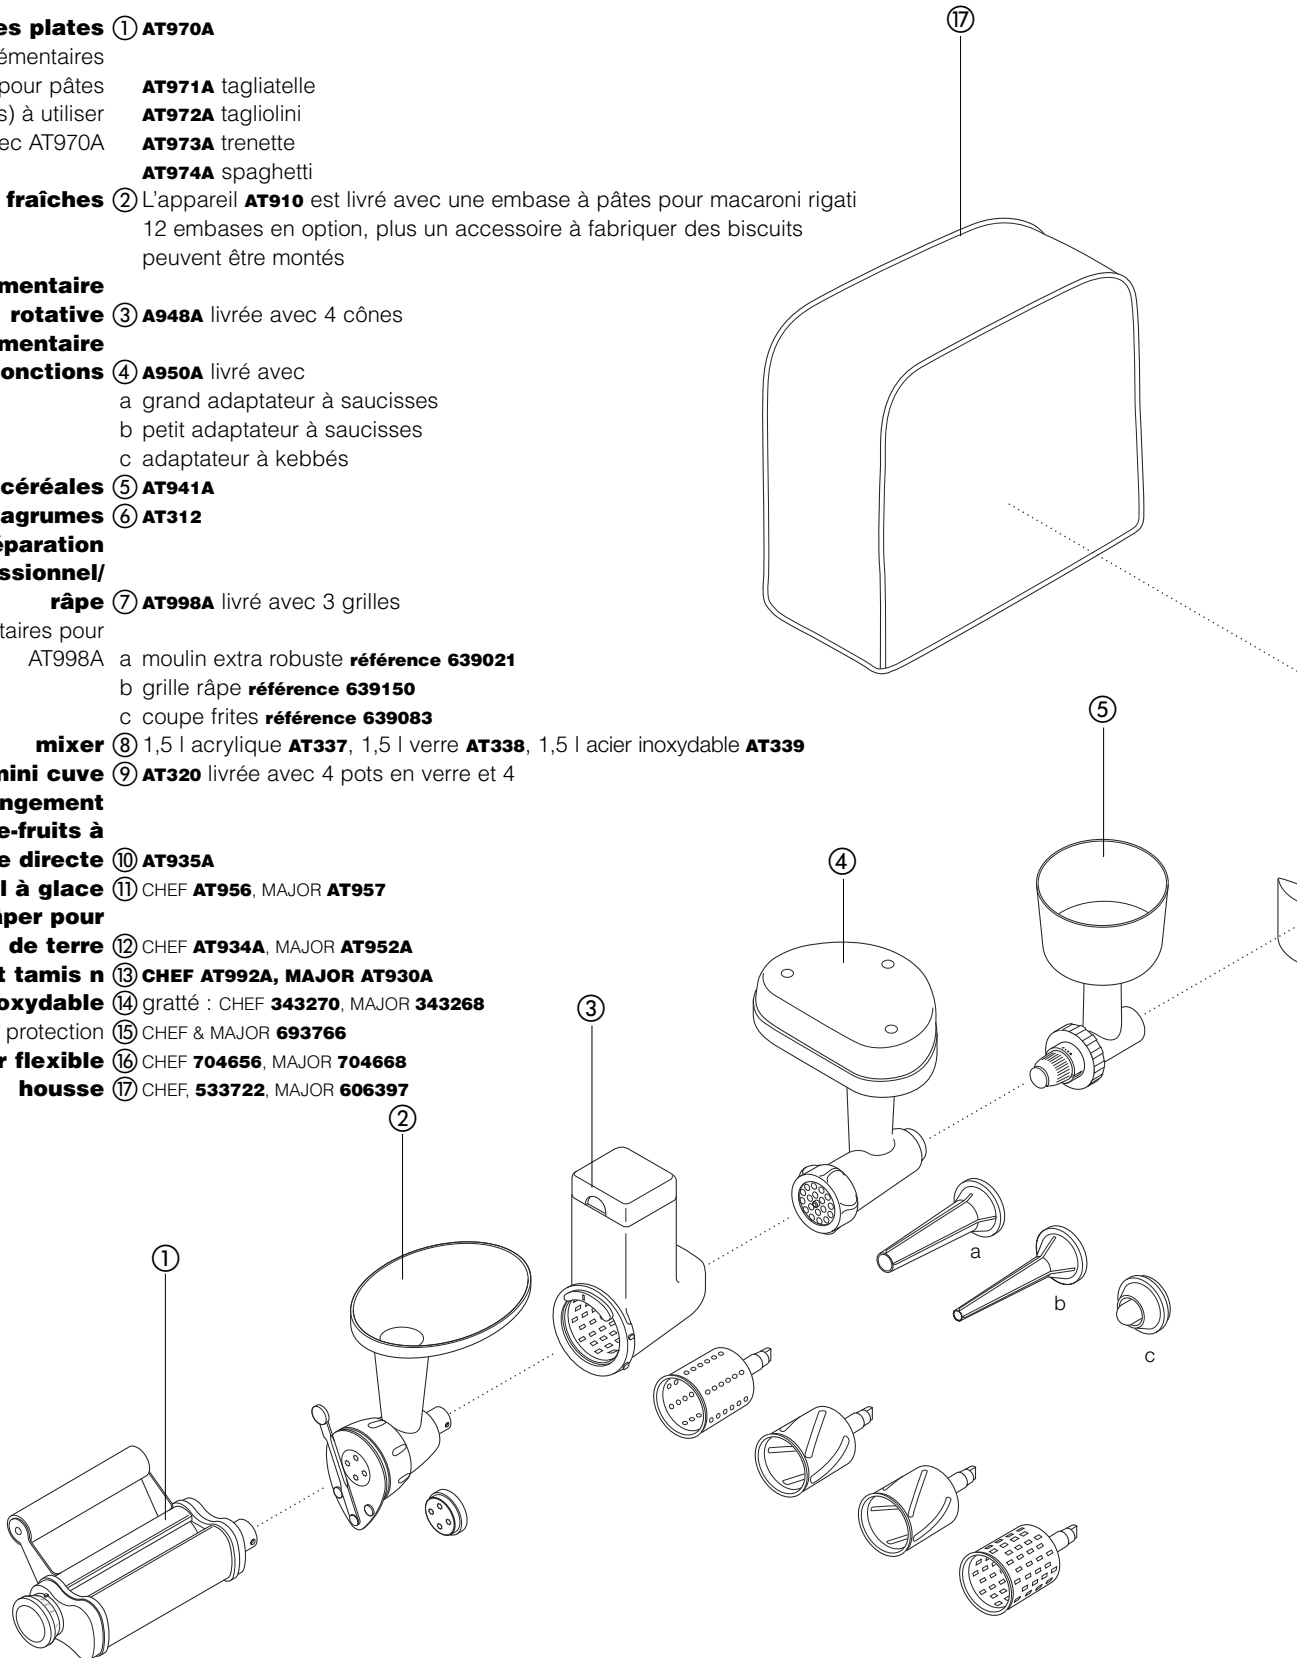 es plates ① AT970A
émentaires
pour pâtes AT971A tagliatelle
s) à utiliser AT972A tagliolini
ec AT970A AT973A trenette
AT974A spaghetti
fraîches ② L'appareil AT910 est livré avec une embase à pâtes pour macaroni rigati
12 embases en option, plus un accessoire à fabriquer des biscuits
peuvent être montés
mentaire
rotative ③ A948A livrée avec 4 cônes
mentaire
onctions ④ A950A livré avec
a grand adaptateur à saucisses
b petit adaptateur à saucisses
c adaptateur à kebbés
céréales ⑤ AT941A
agrumes ⑥ AT312
éparation
essionnel/
râpe ⑦ AT998A livré avec 3 grilles
taires pour
AT998A a moulin extra robuste référence 639021
b grille râpe référence 639150
c coupe frites référence 639083
mixer ⑧ 1,5 l acrylique AT337, 1,5 l verre AT338, 1,5 l acier inoxydable AT339
mini cuve ⑨ AT320 livrée avec 4 pots en verre et 4
ngement
e-fruits à
e directe ⑩ AT935A
l à glace ⑪ CHEF AT956, MAJOR AT957
âper pour
de terre ⑫ CHEF AT934A, MAJOR AT952A
t tamis n ⑬ CHEF AT992A, MAJOR AT930A
oxydable ⑭ gratté : CHEF 343270, MAJOR 343268
protection ⑮ CHEF & MAJOR 693766
r flexible ⑯ CHEF 704656, MAJOR 704668
housse ⑰ CHEF, 533722, MAJOR 606397
⑰
⑤
④
③
②
①
a
b
c